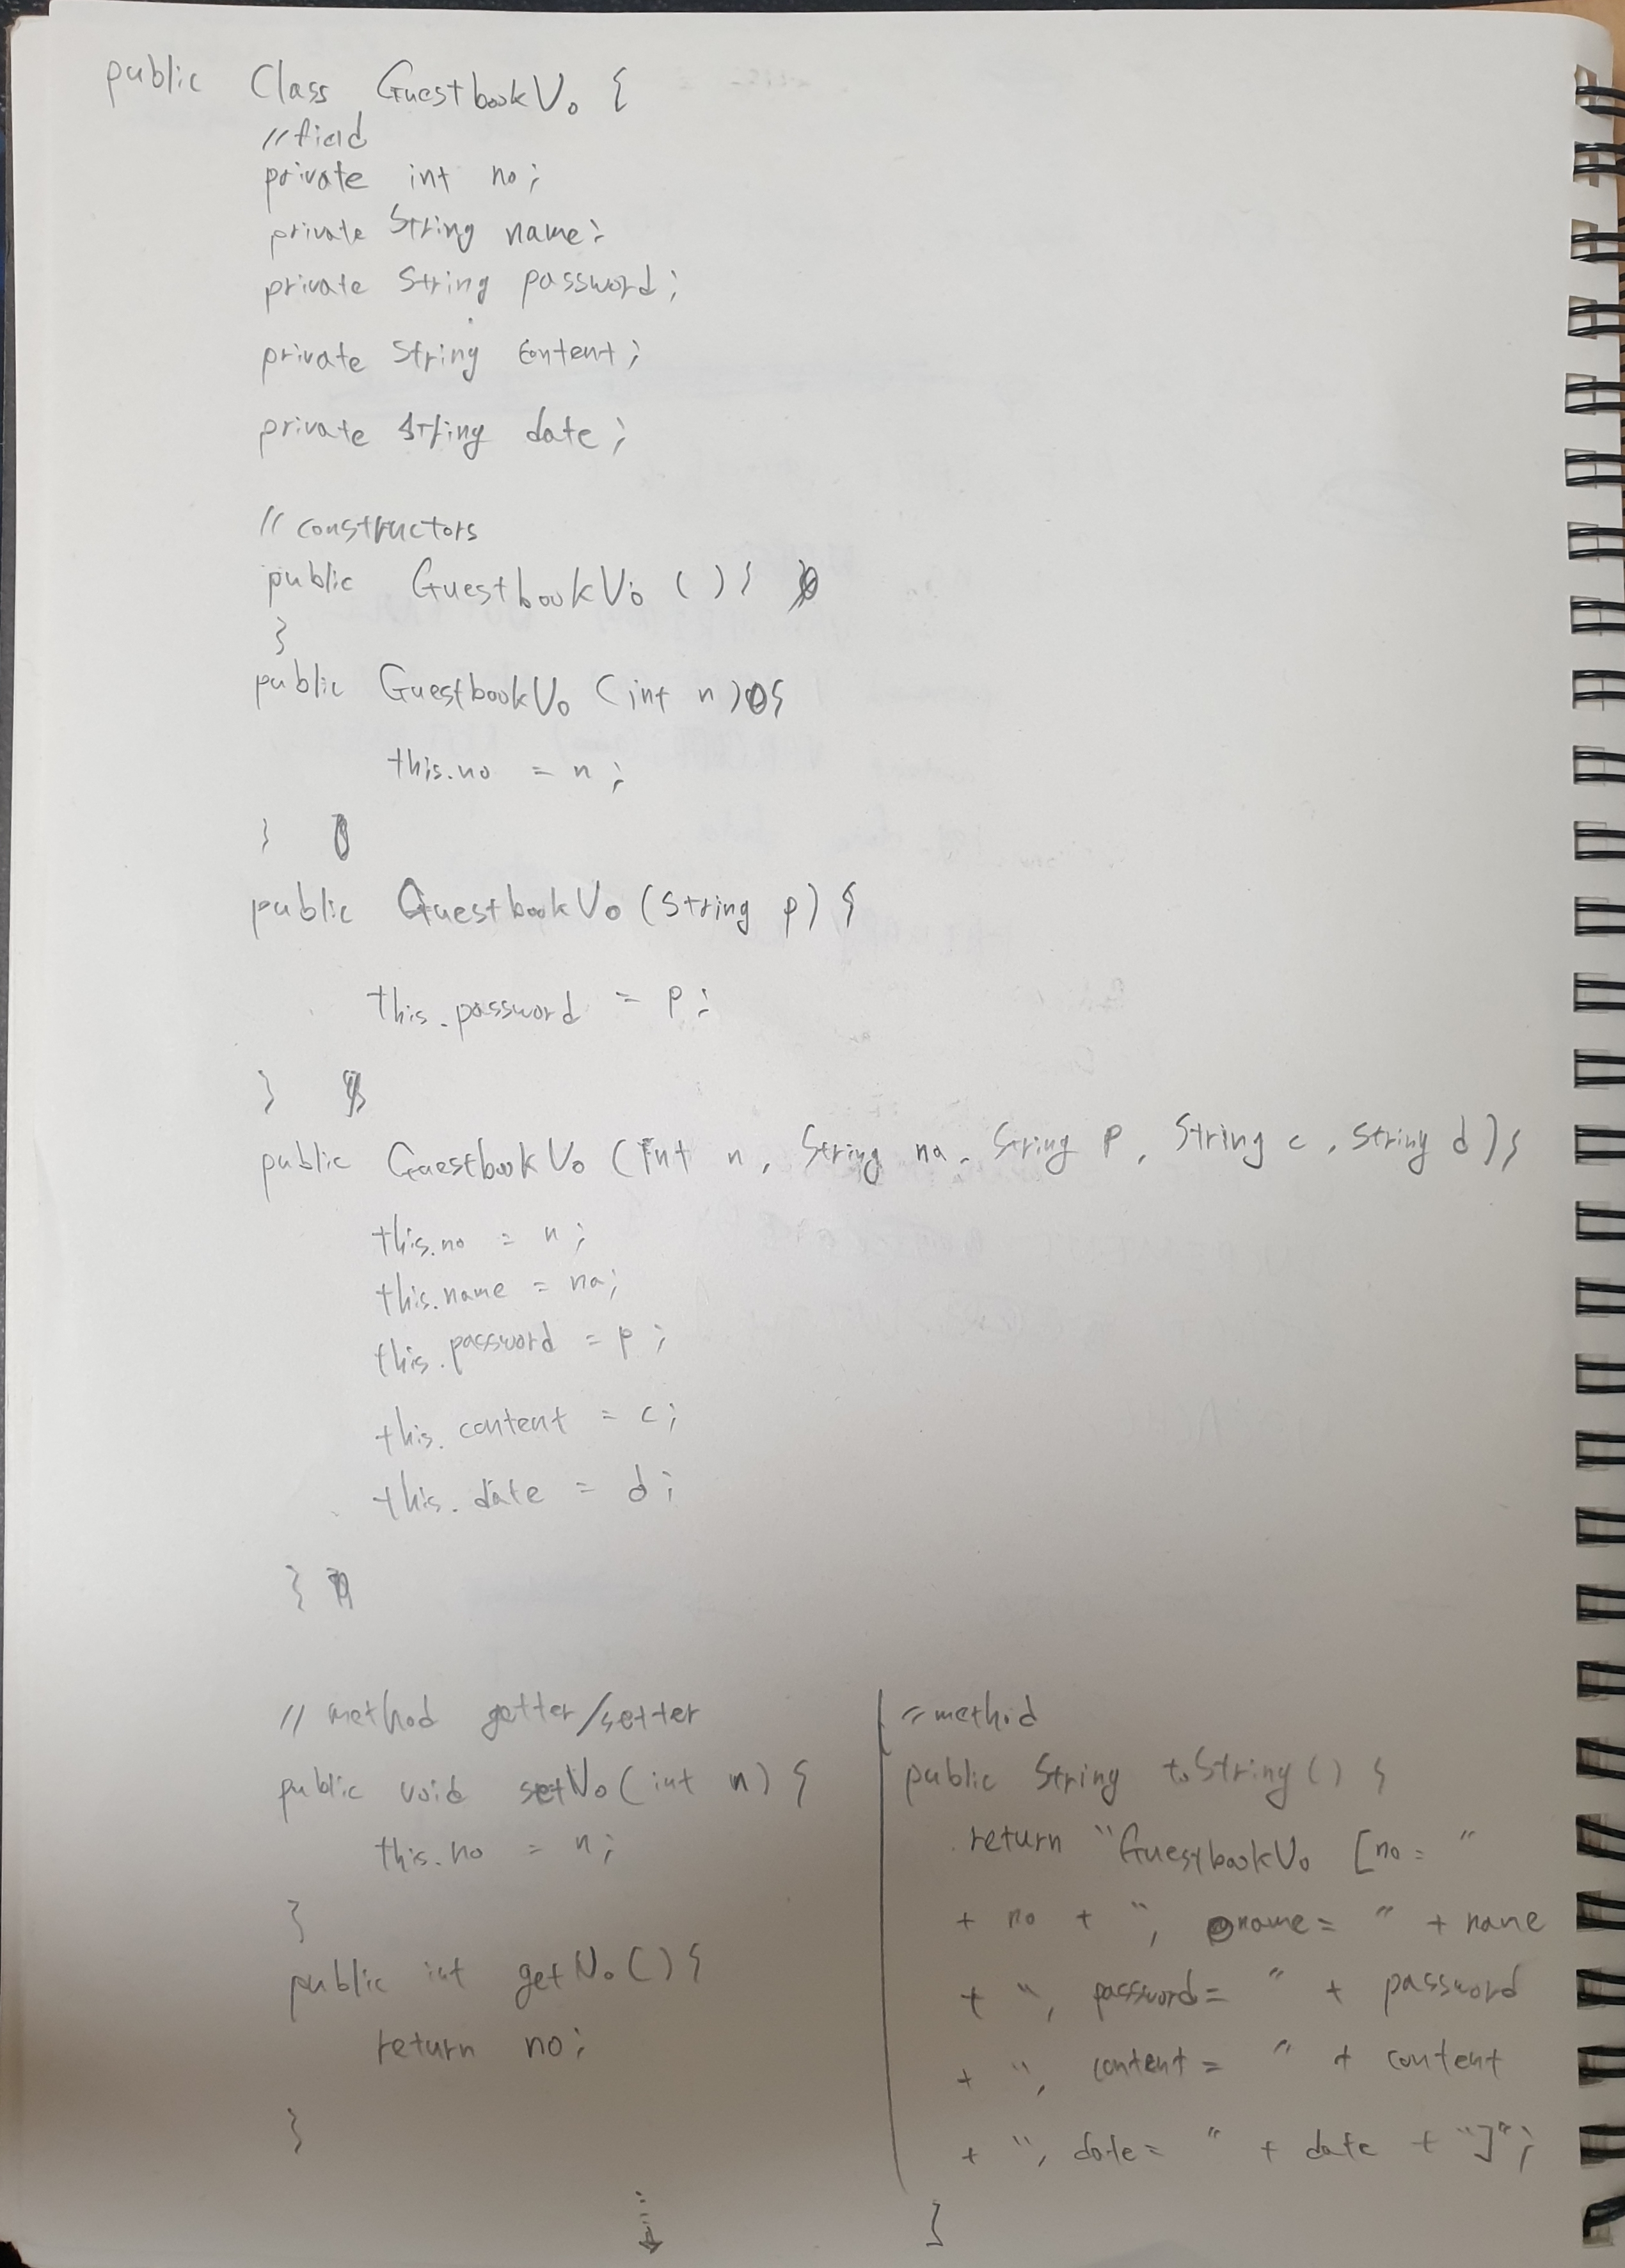 public Class GuestbookVo {
//field
private int no;
private String name;
private String password;
private String content;
private String date;
// constructors
public GuestbookVo () {
}
public GuestbookVo (int n) {
this.no = n;
}
public GuestbookVo (String p) {
this.password = p;
}
public GuestbookVo (int n, String na, String p, String c, String d) {
this.no = n;
this.name = na;
this.password = p;
this.content = c;
this.date = d;
}
// method getter/setter
public void setNo (int n) {
this.no = n;
}
public int getNo () {
return no;
}
//method
public String toString () {
return "GuestbookVo [no = "
+ no + ", name = " + name
+ ", password = " + password
+ ", content = " + content
+ ", date = " + date + "]";
}